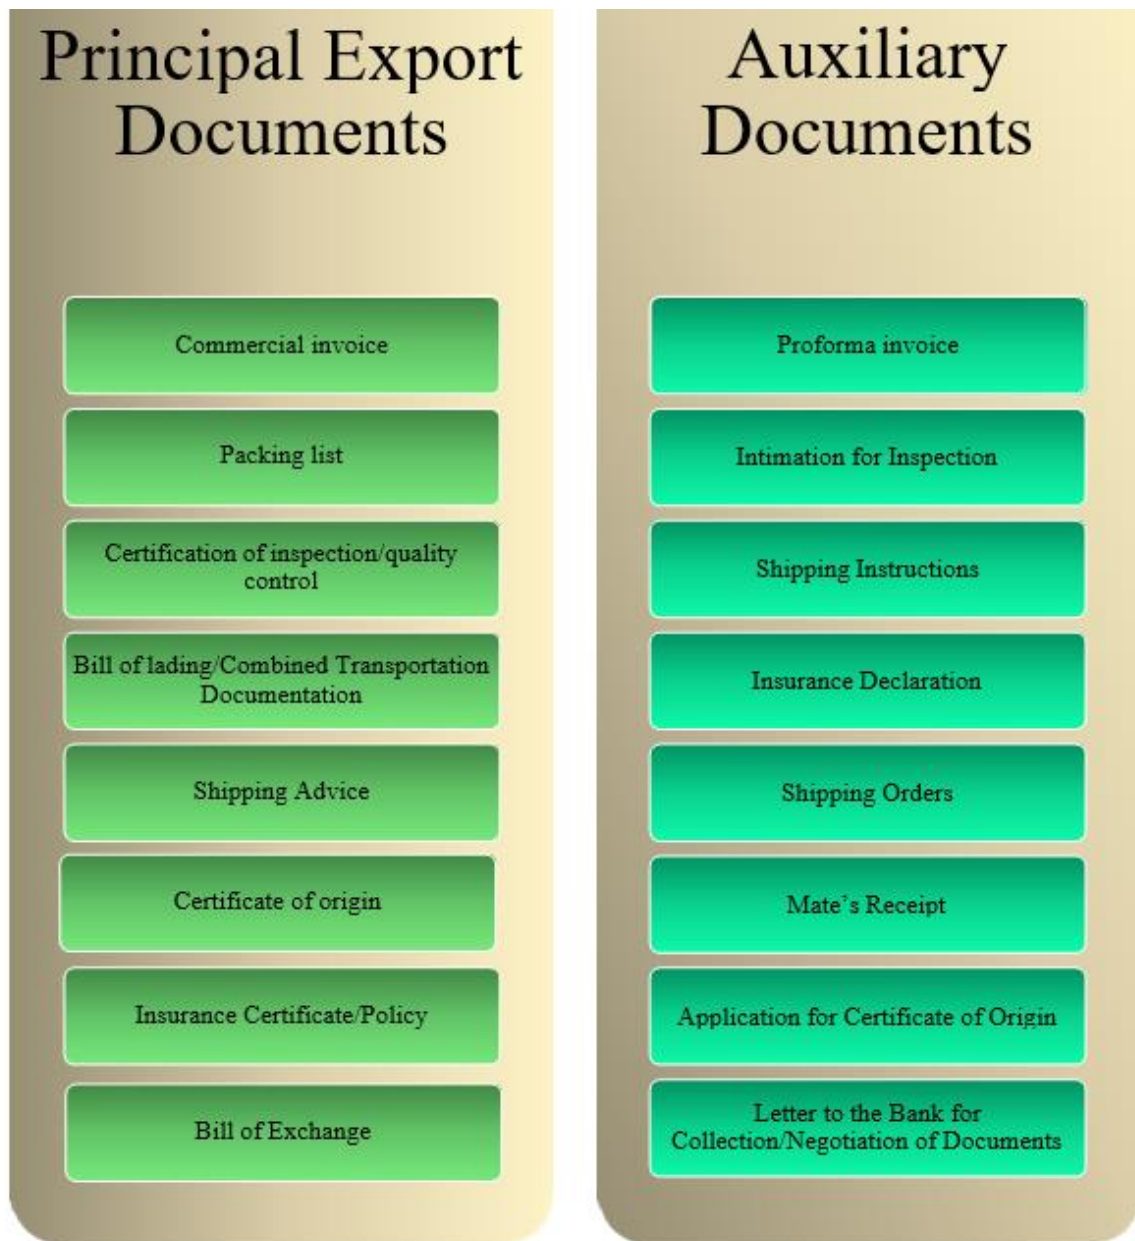 Principal Export
Documents
Commercial invoice
Packing list
Certification of inspection/quality
control
Bill of lading/Combined Transportation
Documentation
Shipping Advice
Certificate of origin
Insurance Certificate/Policy
Bill of Exchange
Auxiliary
Documents
Proforma invoice
Intimation for Inspection
Shipping Instructions
Insurance Declaration
Shipping Orders
Mate’s Receipt
Application for Certificate of Origin
Letter to the Bank for
Collection/Negotiation of Documents